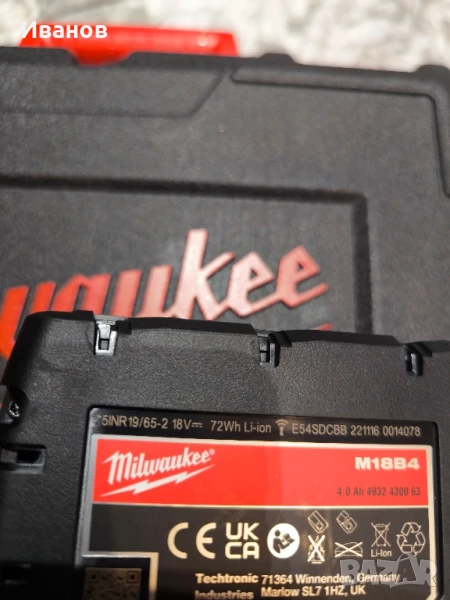 Иванов
waukee
5INR19/65-2 18V⎓ 72Wh Li-ion E54SDCBB 221116 0014078
Milwaukee
M18B4
4.0 Ah 4932 4300 63
CE UK CA
Li-ion
Techtronic 71364 Winnenden, Germany
Industries Marlow SL7 1HZ, UK
BAZAR